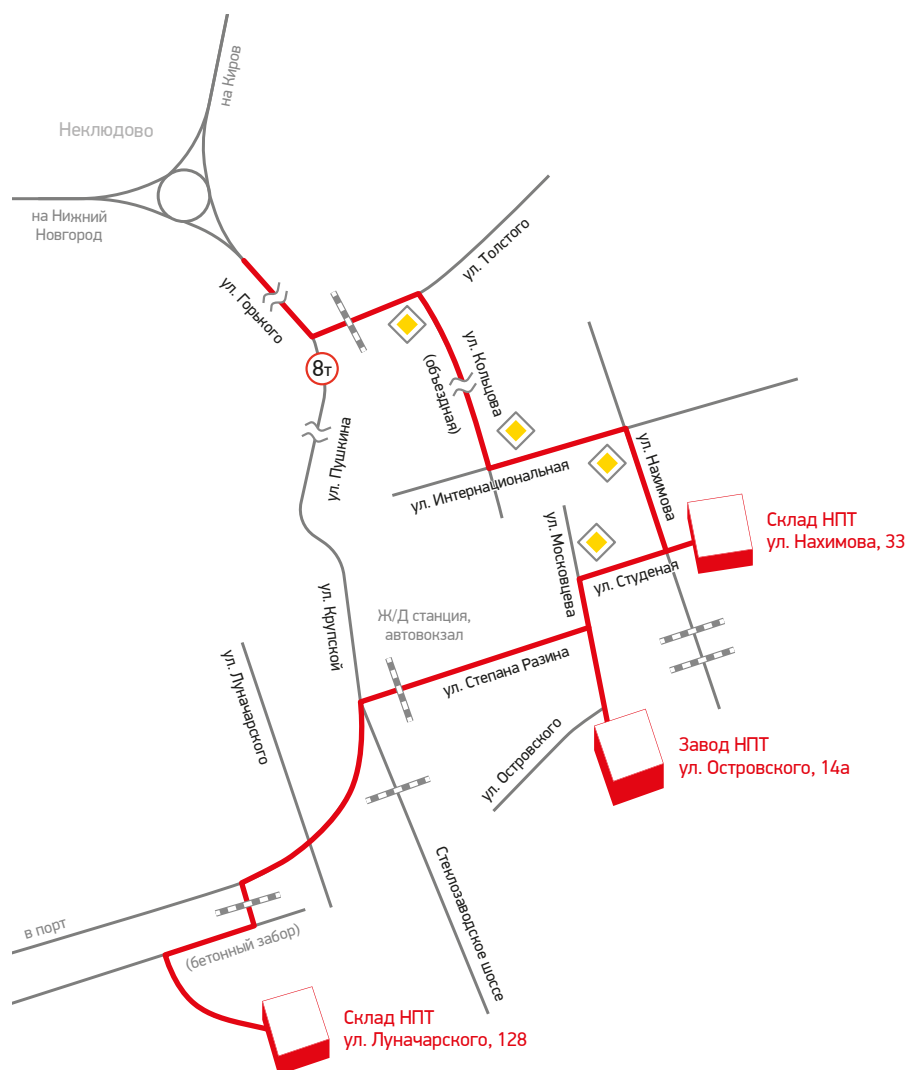 на Киров
Неклюдово
на Нижний
Новгород
ул. Толстого
ул. Горького
8т
ул. Кольцова
(объездная)
ул. Пушкина
ул. Интернациональная
ул. Нахимова
Склад НПТ
ул. Нахимова, 33
ул. Московцева
ул. Студеная
ул. Крупской
Ж/Д станция,
автовокзал
ул. Степана Разина
ул. Луначарского
ул. Островского
Завод НПТ
ул. Островского, 14а
Стеклозаводское шоссе
в порт
(бетонный забор)
Склад НПТ
ул. Луначарского, 128